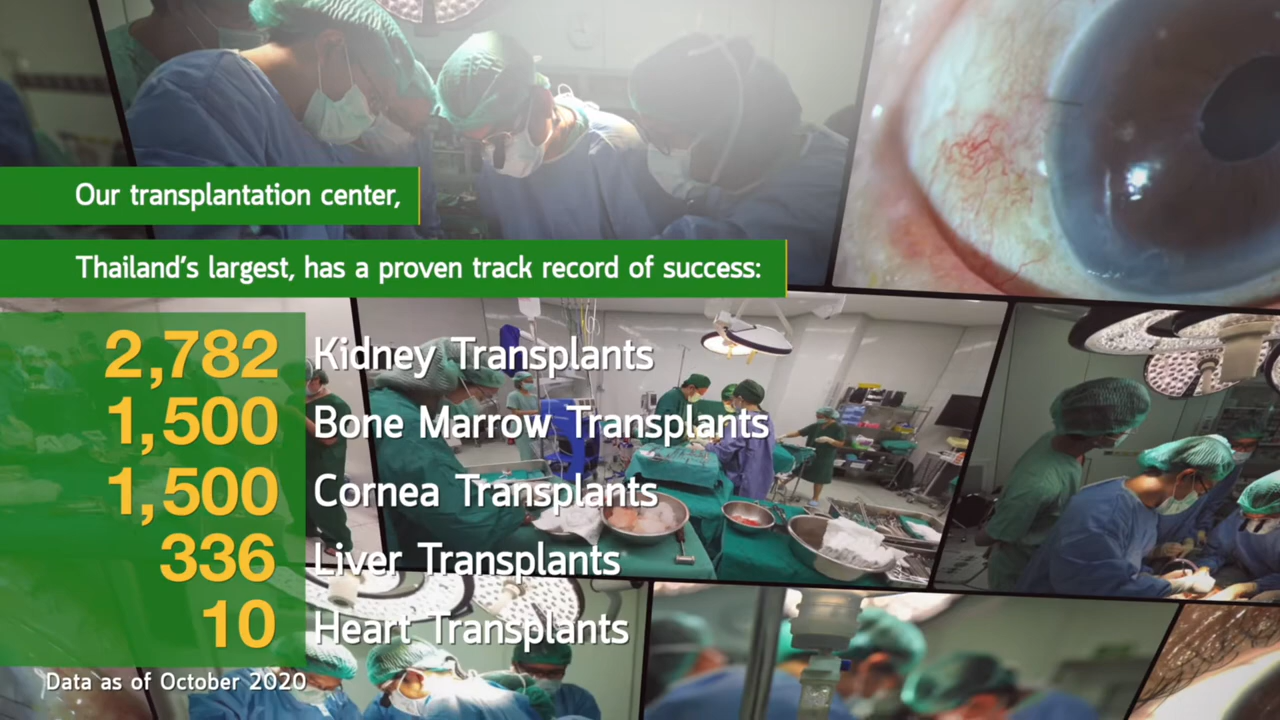 Our transplantation center,
Thailand's largest, has a proven track record of success:
2,782 Kidney Transplants
1,500 Bone Marrow Transplants
1,500 Cornea Transplants
336 Liver Transplants
10 Heart Transplants
Data as of October 2020